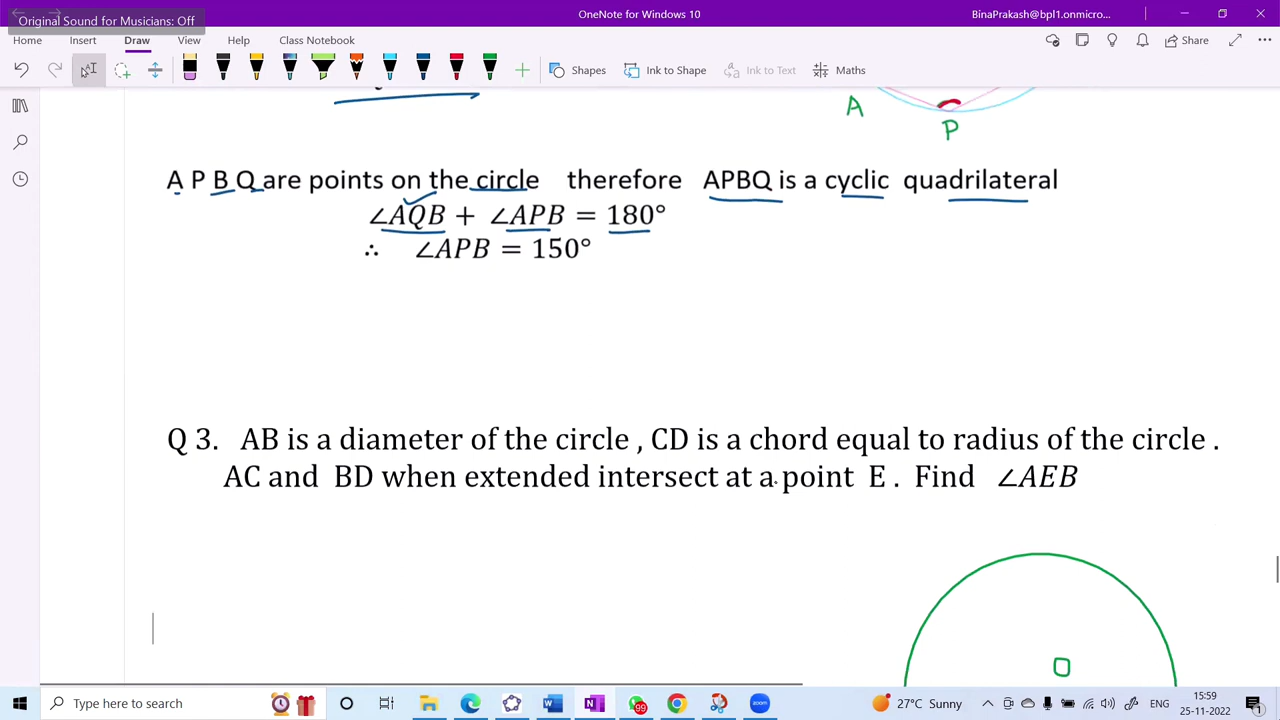 Original Sound for Musicians: Off
OneNote for Windows 10
BinaPrakash@bpl1.onmicro...
Home Insert Draw View Help Class Notebook
Share
Shapes Ink to Shape Ink to Text Maths
A
P
A P B Q are points on the circle therefore APBQ is a cyclic quadrilateral
∠AQB + ∠APB = 180°
∴ ∠APB = 150°
Q 3. AB is a diameter of the circle , CD is a chord equal to radius of the circle .
AC and BD when extended intersect at a point E . Find ∠AEB
O
Type here to search
99
zoom
27°C Sunny
ENG
15:59
25-11-2022
1